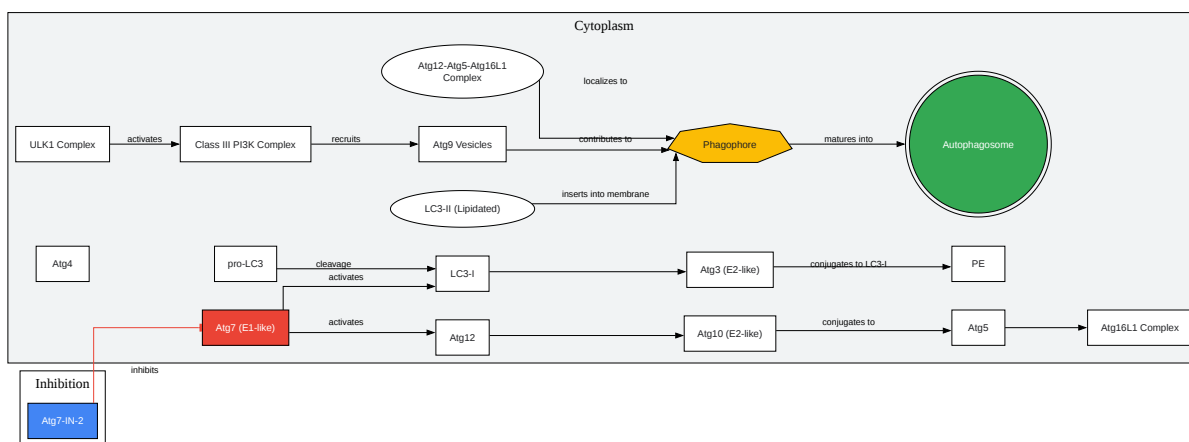 Cytoplasm
Atg12-Atg5-Atg16L1
Complex
localizes to
ULK1 Complex
activates
Class III PI3K Complex
recruits
Atg9 Vesicles
contributes to
Phagophore
matures into
Autophagosome
LC3-II (Lipidated)
inserts into membrane
Atg4
pro-LC3
cleavage
activates
LC3-I
Atg3 (E2-like)
conjugates to LC3-I
PE
Atg7 (E1-like)
activates
Atg12
Atg10 (E2-like)
conjugates to
Atg5
Atg16L1 Complex
inhibits
Inhibition
Atg7-IN-2